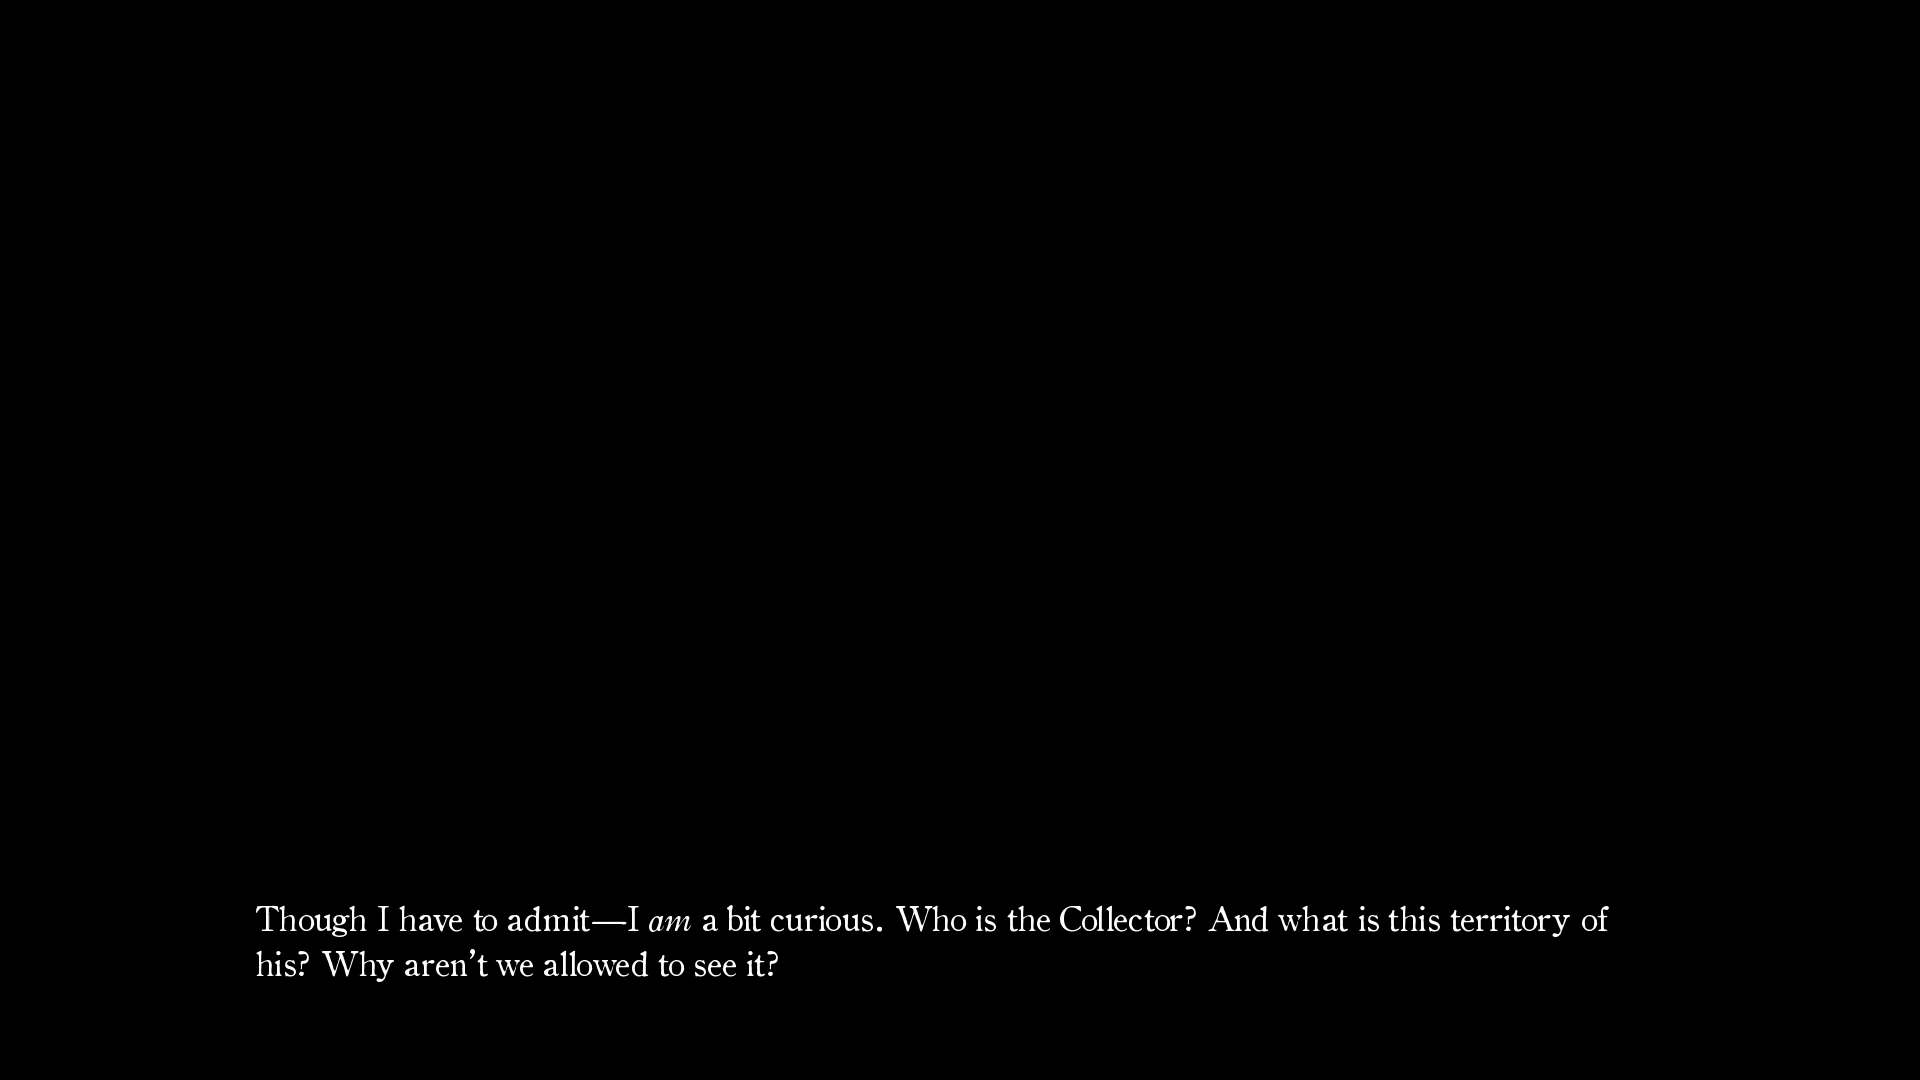 Though I have to admit—I am a bit curious. Who is the Collector? And what is this territory of
his? Why aren’t we allowed to see it?